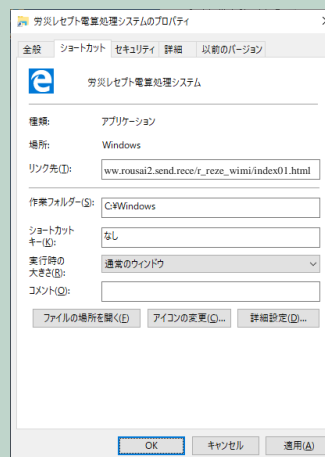 労災レセプト電算処理システムのプロパティ
全般 ショートカット セキュリティ 詳細 以前のバージョン
労災レセプト電算処理システム
種類: アプリケーション
場所: Windows
リンク先(T): ww.rousai2.send.rece/r_reze_wimi/index01.html
作業フォルダー(S): C:¥Windows
ショートカット
キー(K): なし
実行時の
大きさ(R): 通常のウィンドウ
コメント(O):
ファイルの場所を開く(F) アイコンの変更(C)... 詳細設定(D)...
OK キャンセル 適用(A)